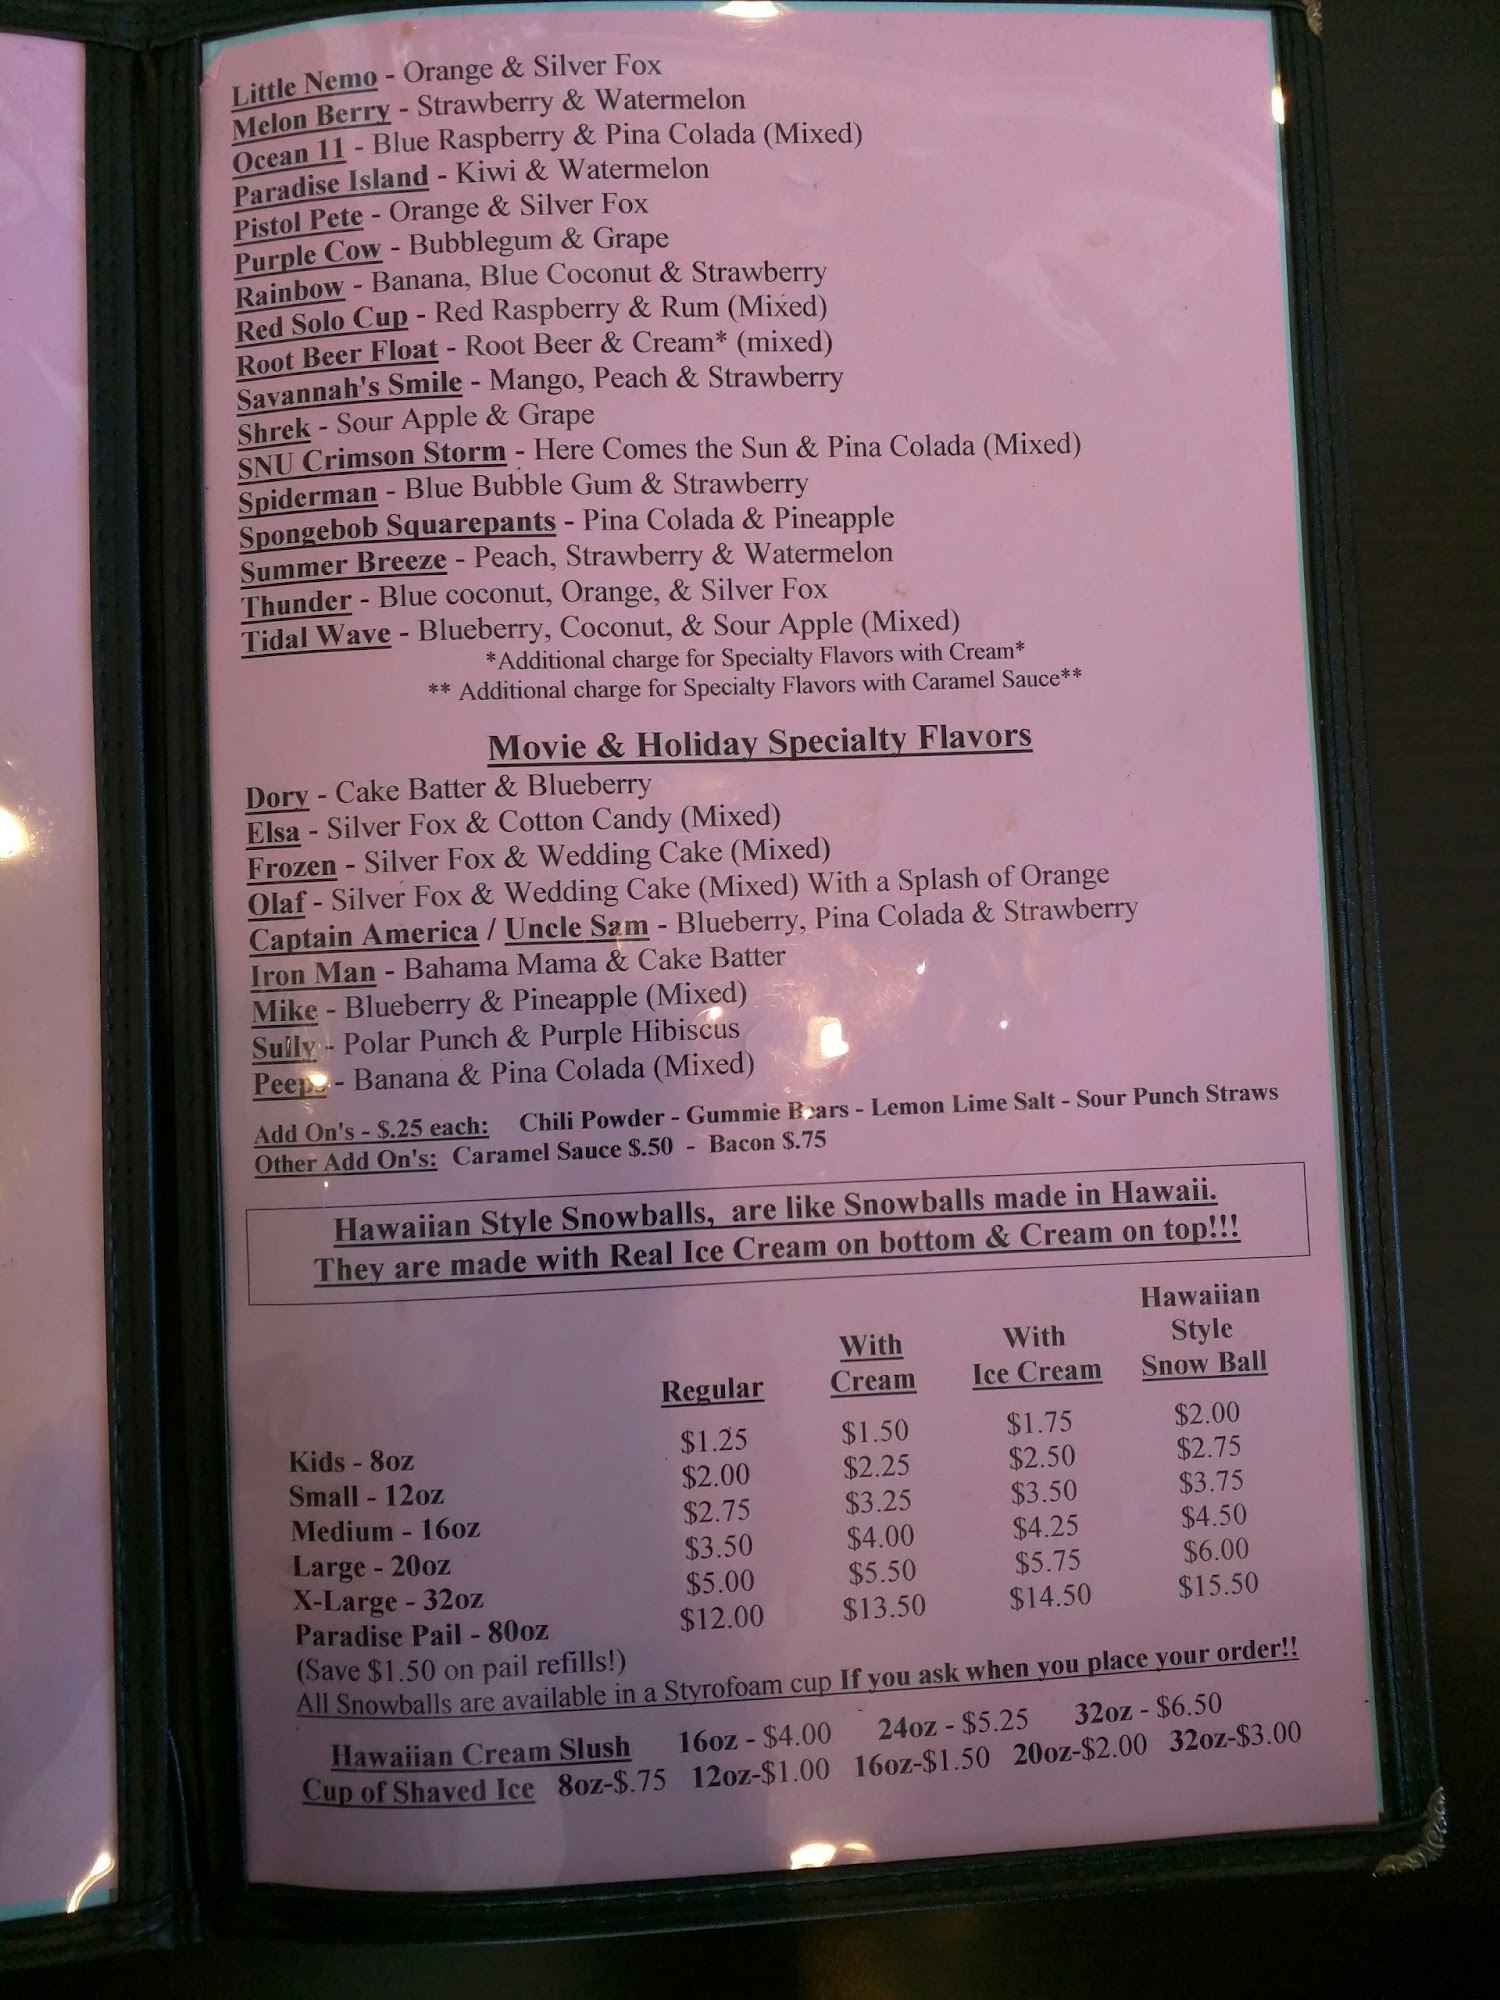 Little Nemo - Orange & Silver Fox
Melon Berry - Strawberry & Watermelon
Ocean 11 - Blue Raspberry & Pina Colada (Mixed)
Paradise Island - Kiwi & Watermelon
Pistol Pete - Orange & Silver Fox
Purple Cow - Bubblegum & Grape
Rainbow - Banana, Blue Coconut & Strawberry
Red Solo Cup - Red Raspberry & Rum (Mixed)
Root Beer Float - Root Beer & Cream* (mixed)
Savannah's Smile - Mango, Peach & Strawberry
Shrek - Sour Apple & Grape
SNU Crimson Storm - Here Comes the Sun & Pina Colada (Mixed)
Spiderman - Blue Bubble Gum & Strawberry
Spongebob Squarepants - Pina Colada & Pineapple
Summer Breeze - Peach, Strawberry & Watermelon
Thunder - Blue coconut, Orange, & Silver Fox
Tidal Wave - Blueberry, Coconut, & Sour Apple (Mixed)
*Additional charge for Specialty Flavors with Cream*
** Additional charge for Specialty Flavors with Caramel Sauce**
Movie & Holiday Specialty Flavors
Dory - Cake Batter & Blueberry
Elsa - Silver Fox & Cotton Candy (Mixed)
Frozen - Silver Fox & Wedding Cake (Mixed)
Olaf - Silver Fox & Wedding Cake (Mixed) With a Splash of Orange
Captain America / Uncle Sam - Blueberry, Pina Colada & Strawberry
Iron Man - Bahama Mama & Cake Batter
Mike - Blueberry & Pineapple (Mixed)
Sully - Polar Punch & Purple Hibiscus
Peeps - Banana & Pina Colada (Mixed)
Add On's - $.25 each: Chili Powder - Gummie Bears - Lemon Lime Salt - Sour Punch Straws
Other Add On's: Caramel Sauce $.50 - Bacon $.75
Hawaiian Style Snowballs, are like Snowballs made in Hawaii.
They are made with Real Ice Cream on bottom & Cream on top!!!
Hawaiian
With With Style
Regular Cream Ice Cream Snow Ball
Kids - 8oz $1.25 $1.50 $1.75 $2.00
Small - 12oz $2.00 $2.25 $2.50 $2.75
Medium - 16oz $2.75 $3.25 $3.50 $3.75
Large - 20oz $3.50 $4.00 $4.25 $4.50
X-Large - 32oz $5.00 $5.50 $5.75 $6.00
Paradise Pail - 80oz $12.00 $13.50 $14.50 $15.50
(Save $1.50 on pail refills!)
All Snowballs are available in a Styrofoam cup If you ask when you place your order!!
Hawaiian Cream Slush 16oz - $4.00 24oz - $5.25 32oz - $6.50
Cup of Shaved Ice 8oz-$.75 12oz-$1.00 16oz-$1.50 20oz-$2.00 32oz-$3.00